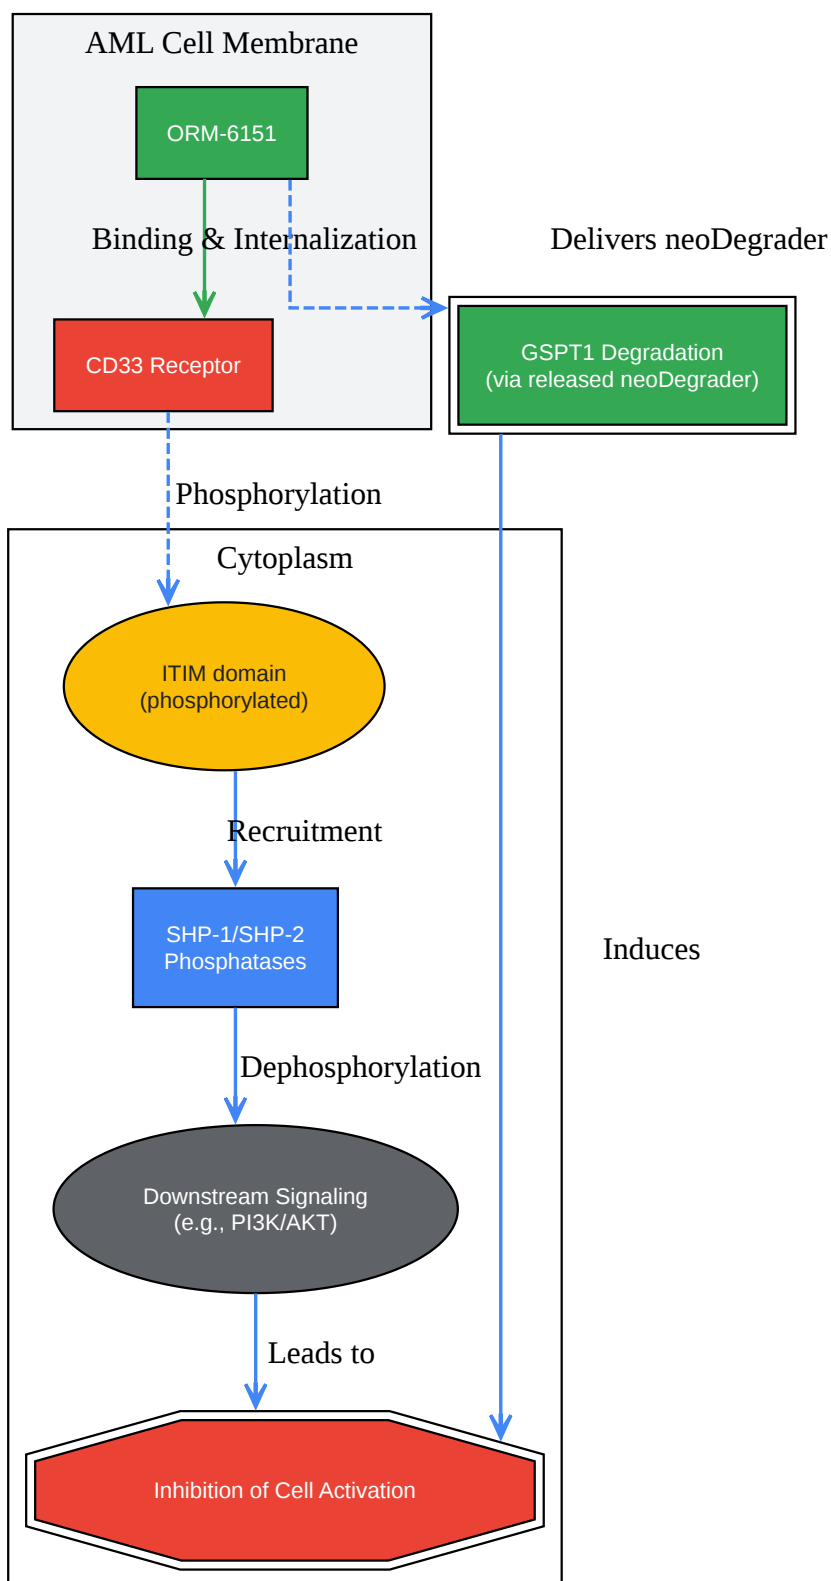 AML Cell Membrane
ORM-6151
Binding & Internalization
Delivers neoDegrader
CD33 Receptor
GSPT1 Degradation
(via released neoDegrader)
Phosphorylation
Cytoplasm
ITIM domain
(phosphorylated)
Recruitment
SHP-1/SHP-2
Phosphatases
Induces
Dephosphorylation
Downstream Signaling
(e.g., PI3K/AKT)
Leads to
Inhibition of Cell Activation